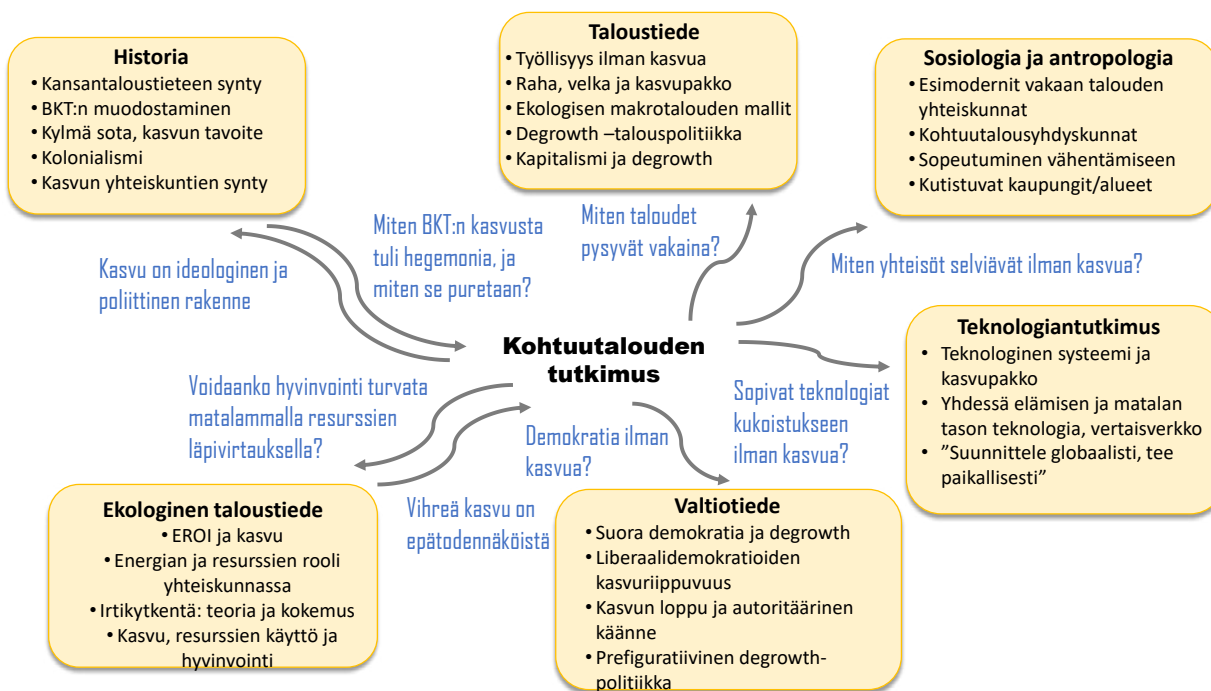 Historia
• Kansantaloustieteen synty
• BKT:n muodostaminen
• Kylmä sota, kasvun tavoite
• Kolonialismi
• Kasvun yhteiskuntien synty
Taloustiede
• Työllisyys ilman kasvua
• Raha, velka ja kasvupakko
• Ekologisen makrotalouden mallit
• Degrowth –talouspolitiikka
• Kapitalismi ja degrowth
Sosiologia ja antropologia
• Esimodernit vakaan talouden
yhteiskunnat
• Kohtuutalousyhdyskunnat
• Sopeutuminen vähentämiseen
• Kutistuvat kaupungit/alueet
Kasvu on ideologinen ja
poliittinen rakenne
Miten BKT:n kasvusta
tuli hegemonia, ja
miten se puretaan?
Miten taloudet
pysyvät vakaina?
Miten yhteisöt selviävät ilman kasvua?
Kohtuutalouden
tutkimus
Teknologiantutkimus
• Teknologinen systeemi ja
kasvupakko
• Yhdessä elämisen ja matalan
tason teknologia, vertaisverkko
• ”Suunnittele globaalisti, tee
paikallisesti”
Voidaanko hyvinvointi turvata
matalammalla resurssien
läpivirtauksella?
Demokratia ilman
kasvua?
Sopivat teknologiat
kukoistukseen
ilman kasvua?
Vihreä kasvu on
epätodennäköistä
Ekologinen taloustiede
• EROI ja kasvu
• Energian ja resurssien rooli
yhteiskunnassa
• Irtikytkentä: teoria ja kokemus
• Kasvu, resurssien käyttö ja
hyvinvointi
Valtiotiede
• Suora demokratia ja degrowth
• Liberaalidemokratioiden
kasvuriippuvuus
• Kasvun loppu ja autoritäärinen
käänne
• Prefiguratiivinen degrowth-
politiikka